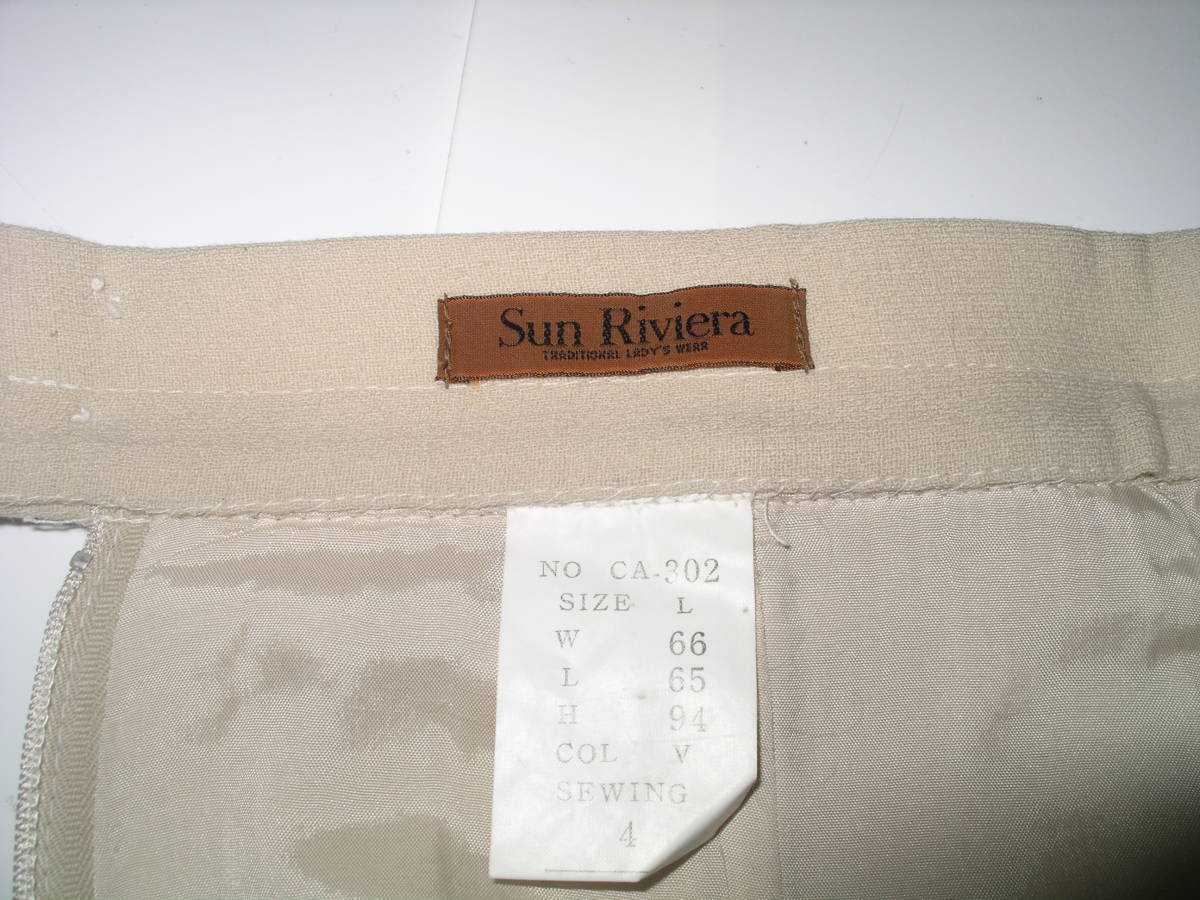 Sun Riviera
TRADITIONAL LADY'S WEAR
NO CA-302
SIZE L
W 66
L 65
H 94
COL V
SEWING
4